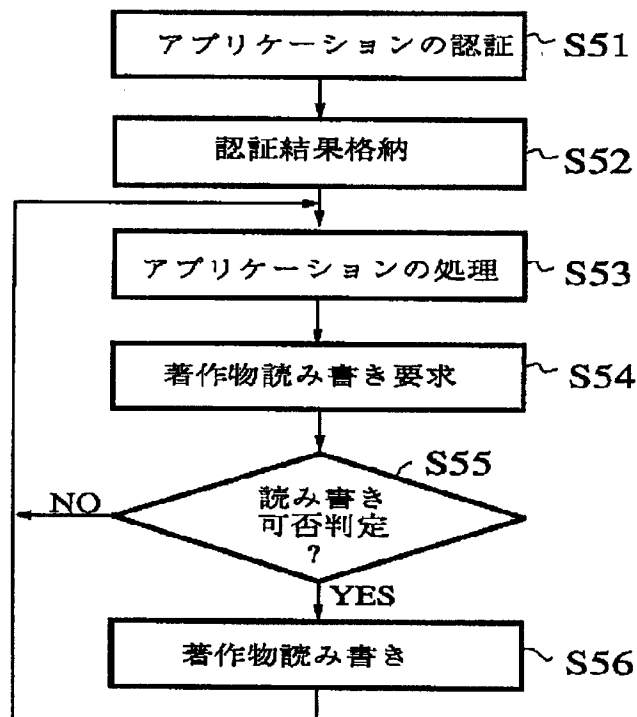 アプリケーションの認証 S51
認証結果格納 S52
アプリケーションの処理 S53
著作物読み書き要求 S54
S55
NO
読み書き
可否判定
?
YES
著作物読み書き S56